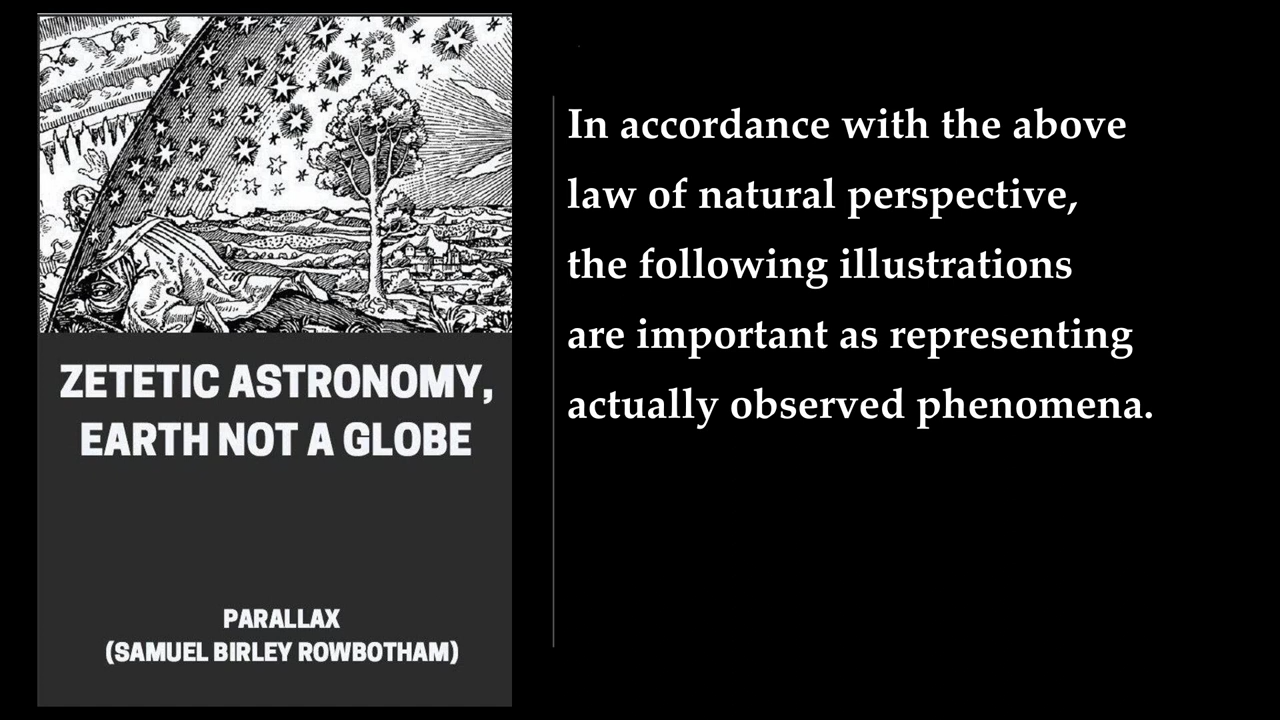 ZETETIC ASTRONOMY,
EARTH NOT A GLOBE
PARALLAX
(SAMUEL BIRLEY ROWBOTHAM)
In accordance with the above
law of natural perspective,
the following illustrations
are important as representing
actually observed phenomena.